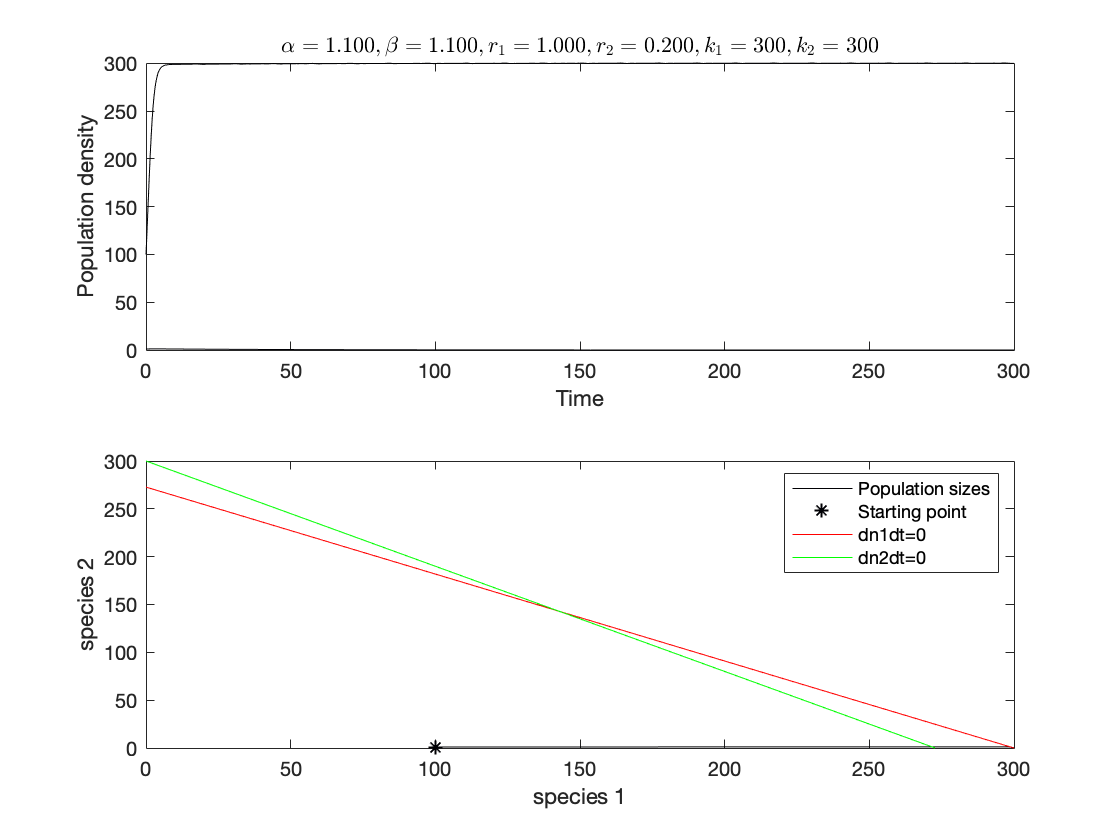 α = 1.100, β = 1.100, r₁ = 1.000, r₂ = 0.200, k₁ = 300, k₂ = 300
300
250
200
150
100
50
0
Population density
0 50 100 150 200 250 300
Time
300
250
200
150
100
50
0
species 2
Population sizes
Starting point
dn1dt=0
dn2dt=0
0 50 100 150 200 250 300
species 1